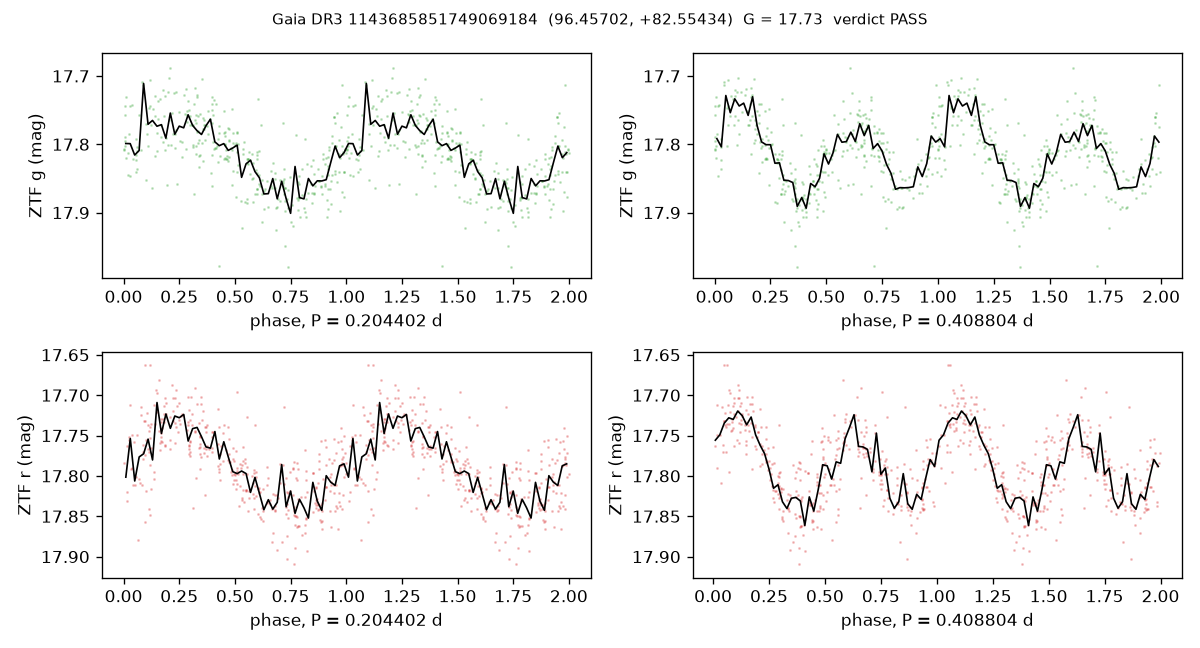 Gaia DR3 1143685851749069184 (96.45702, +82.55434) G = 17.73 verdict PASS
ZTF g (mag)
17.7
17.8
17.9
0.00 0.25 0.50 0.75 1.00 1.25 1.50 1.75 2.00
phase, P = 0.204402 d
ZTF g (mag)
17.7
17.8
17.9
0.00 0.25 0.50 0.75 1.00 1.25 1.50 1.75 2.00
phase, P = 0.408804 d
ZTF r (mag)
17.65
17.70
17.75
17.80
17.85
17.90
0.00 0.25 0.50 0.75 1.00 1.25 1.50 1.75 2.00
phase, P = 0.204402 d
ZTF r (mag)
17.65
17.70
17.75
17.80
17.85
17.90
0.00 0.25 0.50 0.75 1.00 1.25 1.50 1.75 2.00
phase, P = 0.408804 d